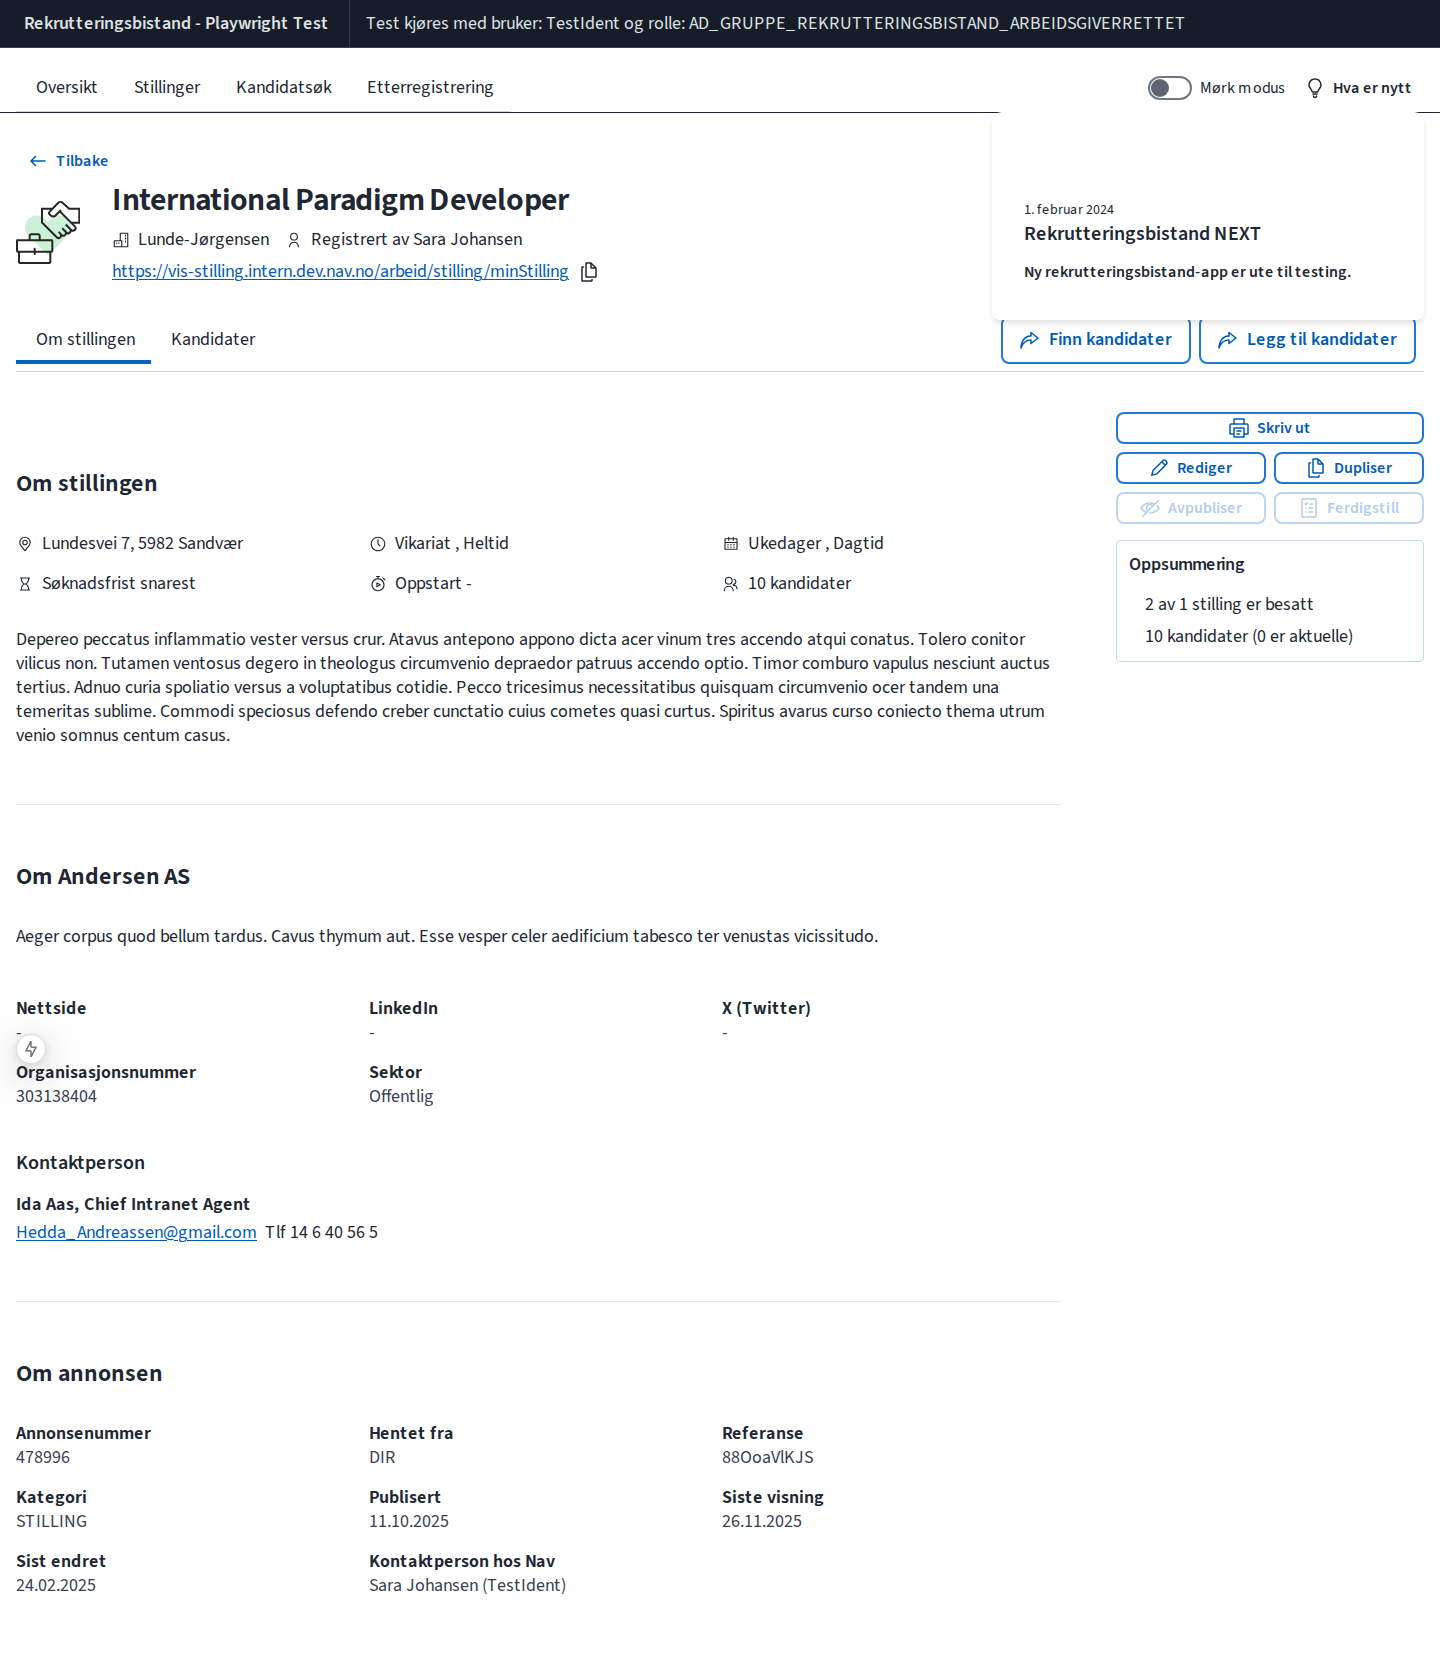 Rekrutteringsbistand - Playwright Test
Test kjøres med bruker: TestIdent og rolle: AD_GRUPPE_REKRUTTERINGSBISTAND_ARBEIDSGIVERRETTET
Oversikt
Stillinger
Kandidatsøk
Etterregistrering
Mørk modus
Hva er nytt
Tilbake
International Paradigm Developer
Lunde-Jørgensen
Registrert av Sara Johansen
https://vis-stilling.intern.dev.nav.no/arbeid/stilling/minStilling
1. februar 2024
Rekrutteringsbistand NEXT
Ny rekrutteringsbistand-app er ute til testing.
Om stillingen
Kandidater
Finn kandidater
Legg til kandidater
Skriv ut
Rediger
Dupliser
Avpubliser
Ferdigstill
Oppsummering
2 av 1 stilling er besatt
10 kandidater (0 er aktuelle)
Om stillingen
Lundesvei 7, 5982 Sandvær
Vikariat , Heltid
Ukedager , Dagtid
Søknadsfrist snarest
Oppstart -
10 kandidater
Depereo peccatus inflammatio vester versus crur. Atavus antepono appono dicta acer vinum tres accendo atqui conatus. Tolero conitor
vilicus non. Tutamen ventosus degero in theologus circumvenio depraedor patruus accendo optio. Timor comburo vapulus nesciunt auctus
tertius. Adnuo curia spoliatio versus a voluptatibus cotidie. Pecco tricesimus necessitatibus quisquam circumvenio ocer tandem una
temeritas sublime. Commodi speciosus defendo creber cunctatio cuius cometes quasi curtus. Spiritus avarus curso coniecto thema utrum
venio somnus centum casus.
Om Andersen AS
Aeger corpus quod bellum tardus. Cavus thymum aut. Esse vesper celer aedificium tabesco ter venustas vicissitudo.
Nettside
-
LinkedIn
-
X (Twitter)
-
Organisasjonsnummer
303138404
Sektor
Offentlig
Kontaktperson
Ida Aas, Chief Intranet Agent
Hedda_Andreassen@gmail.com Tlf 14 6 40 56 5
Om annonsen
Annonsenummer
478996
Hentet fra
DIR
Referanse
88OoaVlKJS
Kategori
STILLING
Publisert
11.10.2025
Siste visning
26.11.2025
Sist endret
24.02.2025
Kontaktperson hos Nav
Sara Johansen (TestIdent)